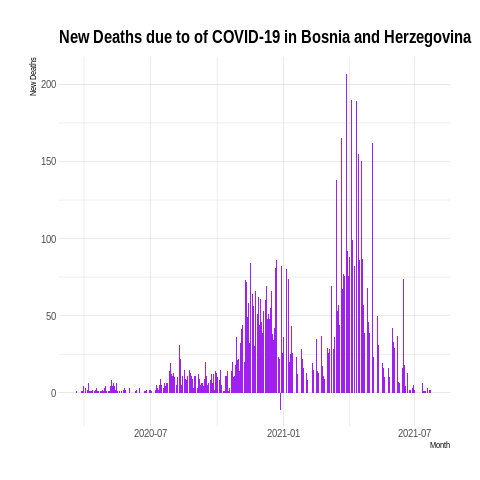 New Deaths due to of COVID-19 in Bosnia and Herzegovina
New Deaths
200
150
100
50
0
2020-07 2021-01 2021-07
Month